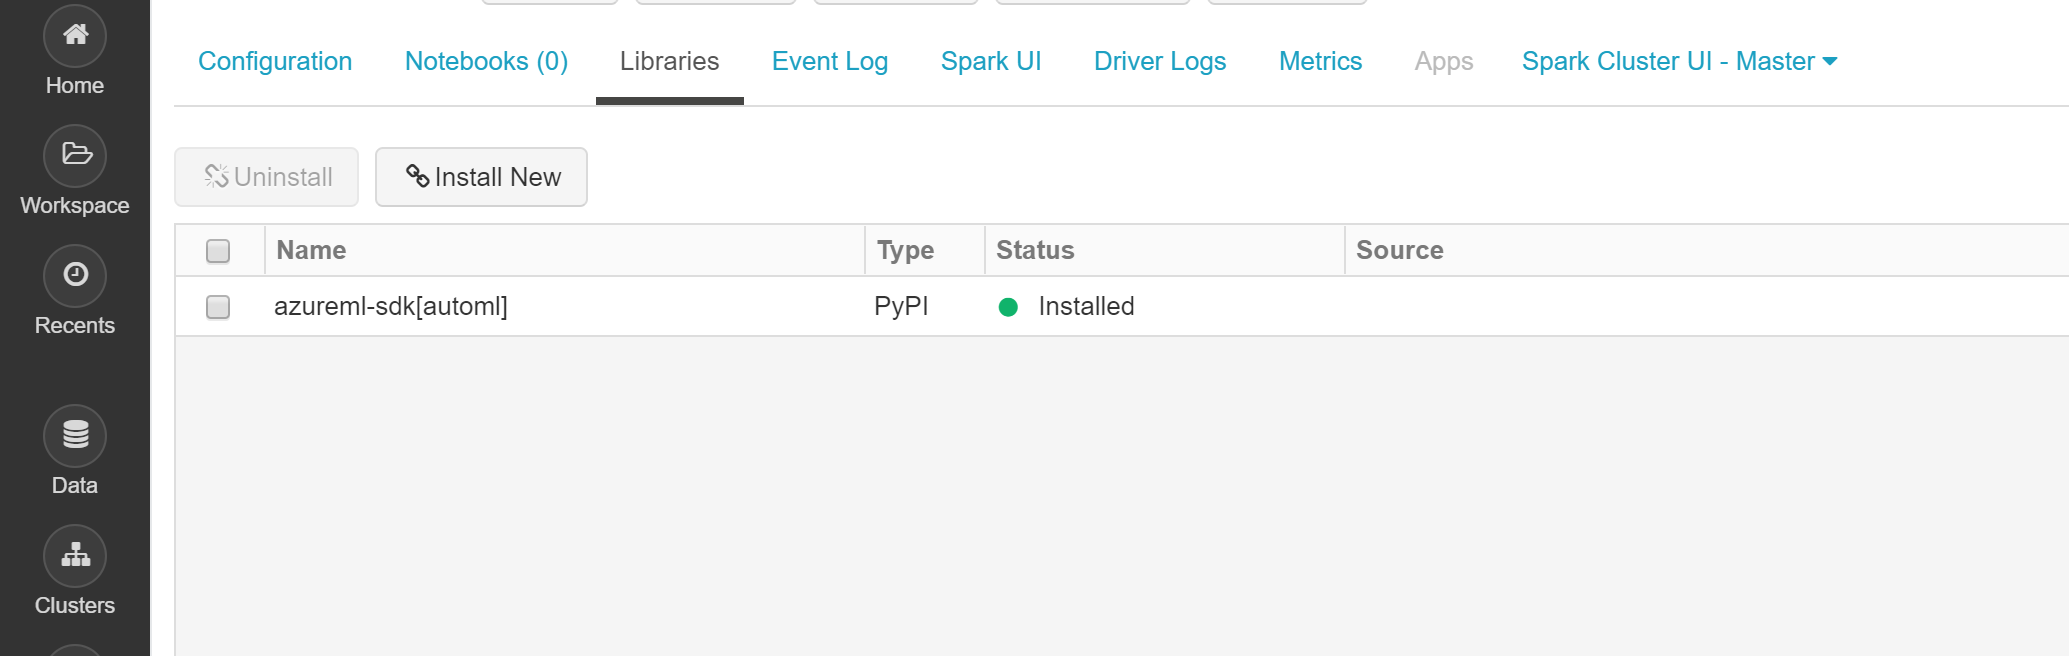 Home
Workspace
Recents
Data
Clusters
Configuration Notebooks (0) Libraries Event Log Spark UI Driver Logs Metrics Apps Spark Cluster UI - Master
Uninstall Install New
Name Type Status Source
azureml-sdk[automl] PyPI Installed